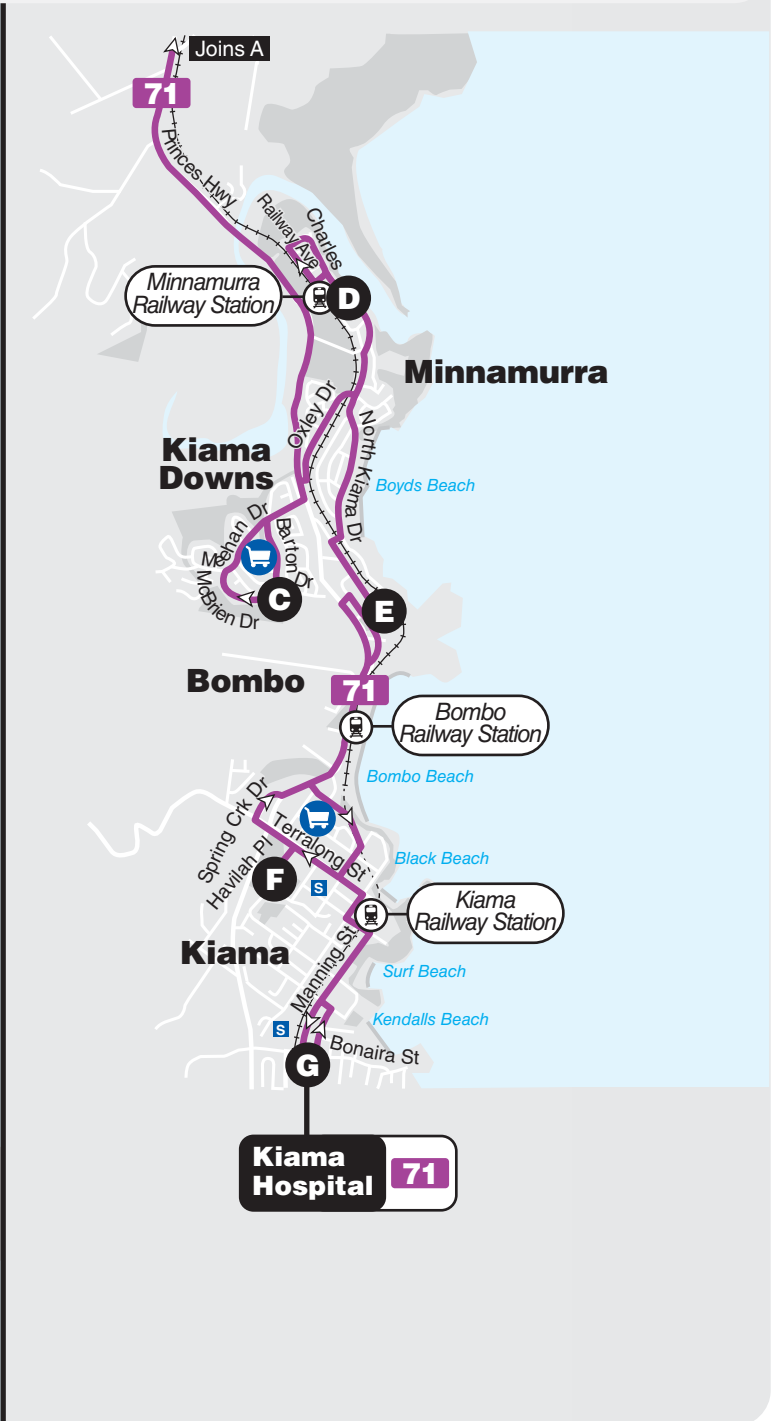 Joins A
71
Princes Hwy
Railway Ave
Charles
Minnamurra
Railway Station
D
Minnamurra
Oxley Dr
Kiama
Downs
North Kiama Dr
Boyds Beach
Meehan Dr
Barton Dr
McBrien Dr
C
E
Bombo
71
Bombo
Railway Station
Bombo Beach
Spring Crk Dr
Terralong St
Havilah Pl
Black Beach
F
S
Kiama
Railway Station
Kiama
Manning St
Surf Beach
Kendalls Beach
S
Bonaira St
G
Kiama
Hospital
71